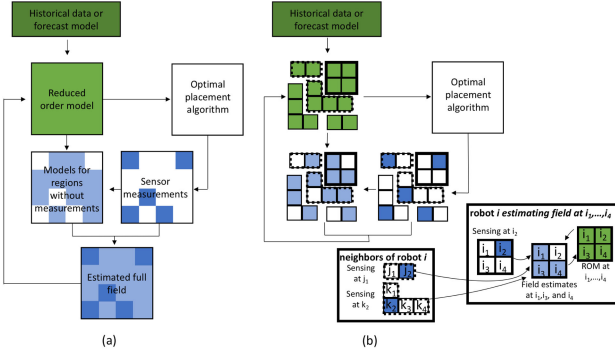 Historical data or
forecast model
Reduced
order model
Optimal
placement
algorithm
Models for
regions
without
measurements
Sensor
measurements
Estimated full
field
(a)
Historical data or
forecast model
Optimal
placement
algorithm
neighbors of robot i
Sensing
at j1
j1 j2
Sensing
at k2
k1
k2 k3 k4
robot i estimating field at i1,...,i4
Sensing at i2
i1 i2
i3 i4
i1 i2
i3 i4
i1 i2
i3 i4
ROM at
i1,...,i4
Field estimates
at i1,i3, and i4
(b)